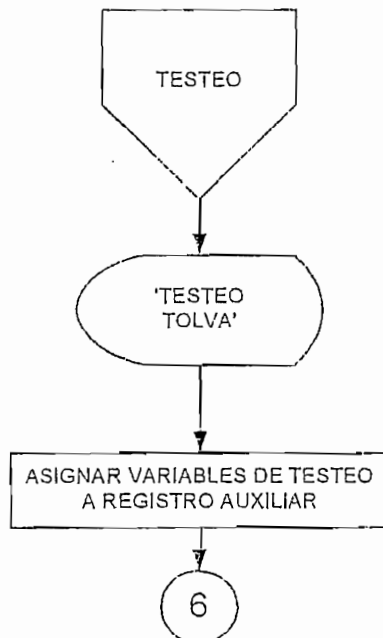 TESTEO
'TESTEO
TOLVA'
ASIGNAR VARIABLES DE TESTEO
A REGISTRO AUXILIAR
6